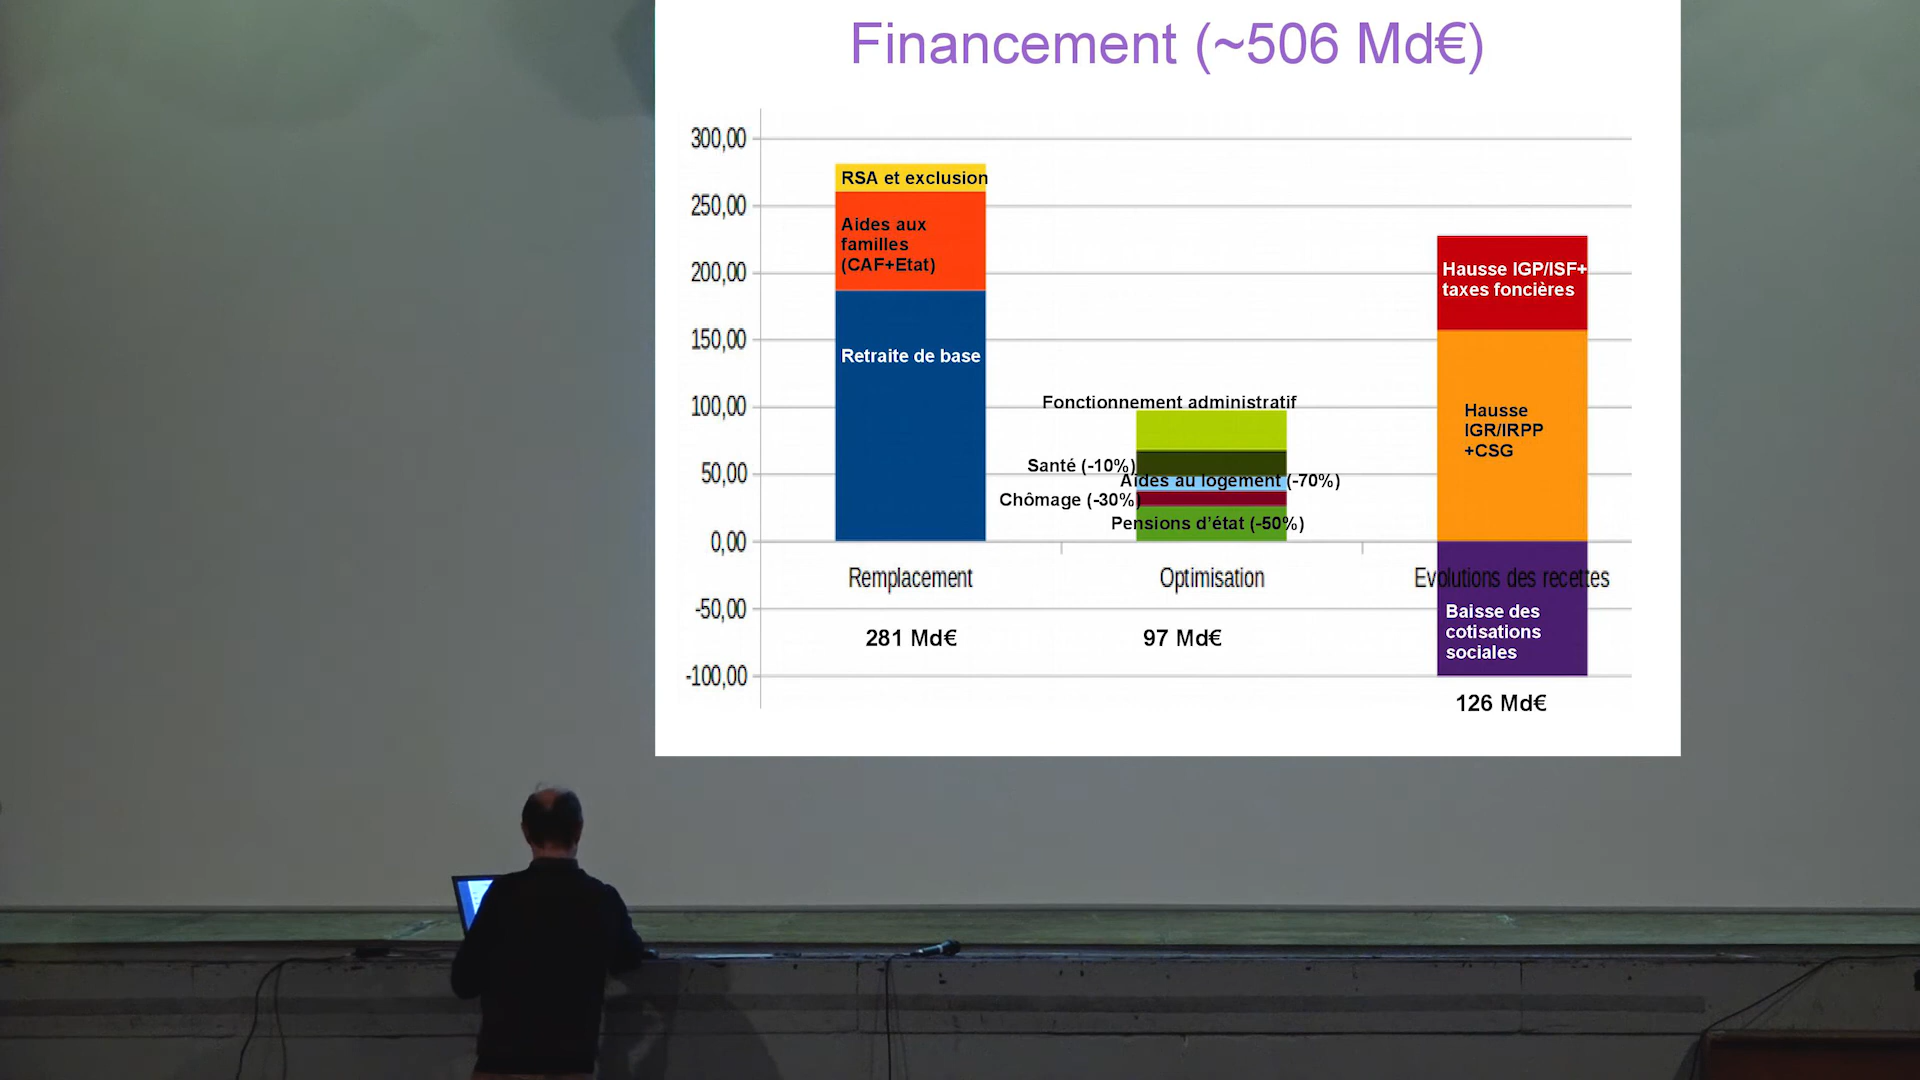 Financement (~506 Md€)
300,00
250,00
200,00
150,00
100,00
50,00
0,00
-50,00
-100,00
RSA et exclusion
Aides aux
familles
(CAF+Etat)
Retraite de base
Remplacement
281 Md€
Fonctionnement administratif
Santé (-10%)
Aides au logement (-70%)
Chômage (-30%)
Pensions d’état (-50%)
Optimisation
97 Md€
Hausse IGP/ISF+
taxes foncières
Hausse
IGR/IRPP
+CSG
Evolutions des recettes
Baisse des
cotisations
sociales
126 Md€